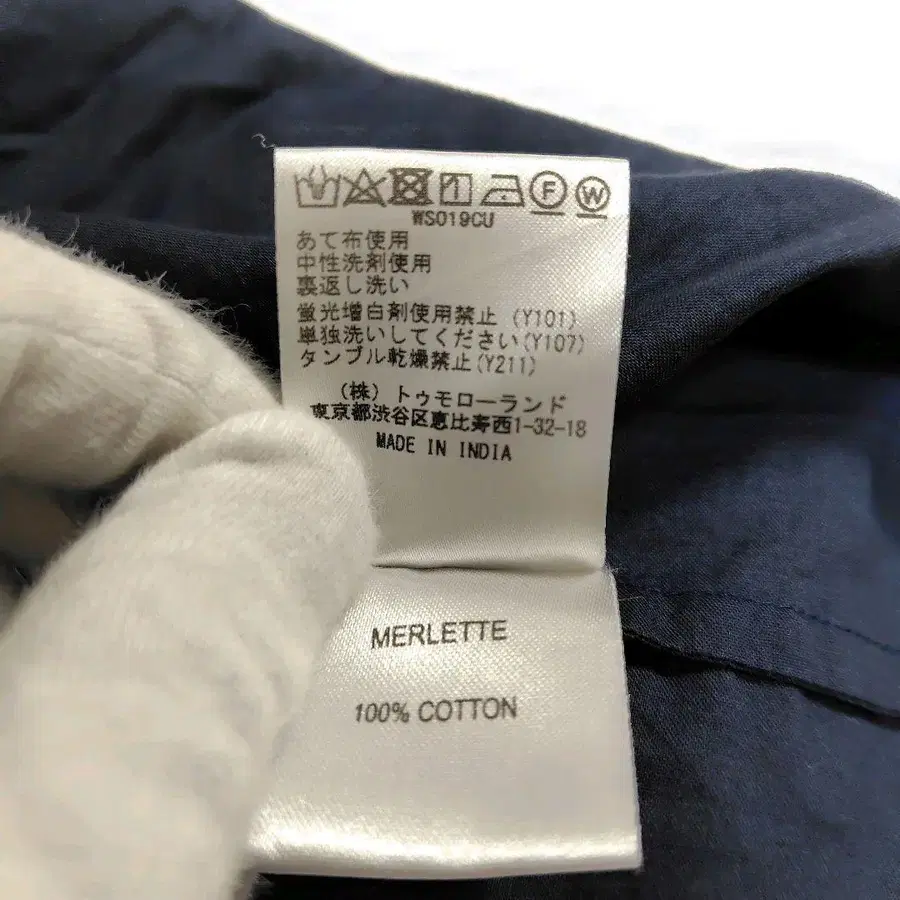 F W
WS019CU
あて布使用
中性洗剤使用
裏返し洗い
蛍光増白剤使用禁止(Y101)
単独洗いしてください(Y107)
タンブル乾燥禁止(Y211)
(株)トゥモローランド
東京都渋谷区恵比寿西1-32-18
MADE IN INDIA
MERLETTE
100% COTTON